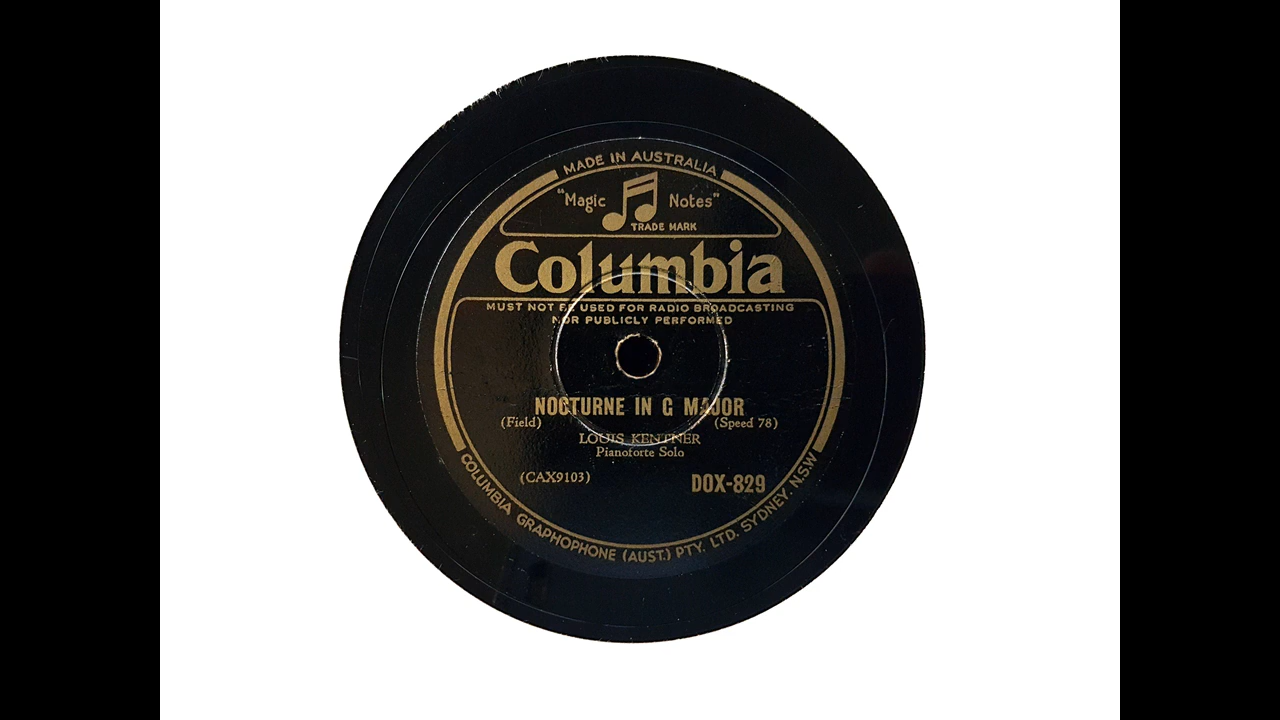 MADE IN AUSTRALIA
"Magic Notes"
TRADE MARK
Columbia
MUST NOT BE USED FOR RADIO BROADCASTING
NOR PUBLICLY PERFORMED
NOCTURNE IN G MAJOR
(Field) (Speed 78)
LOUIS KENTNER
Pianoforte Solo
(CAX9103) DOX-829
COLUMBIA GRAPHOPHONE (AUST.) PTY. LTD. SYDNEY. N.S.W